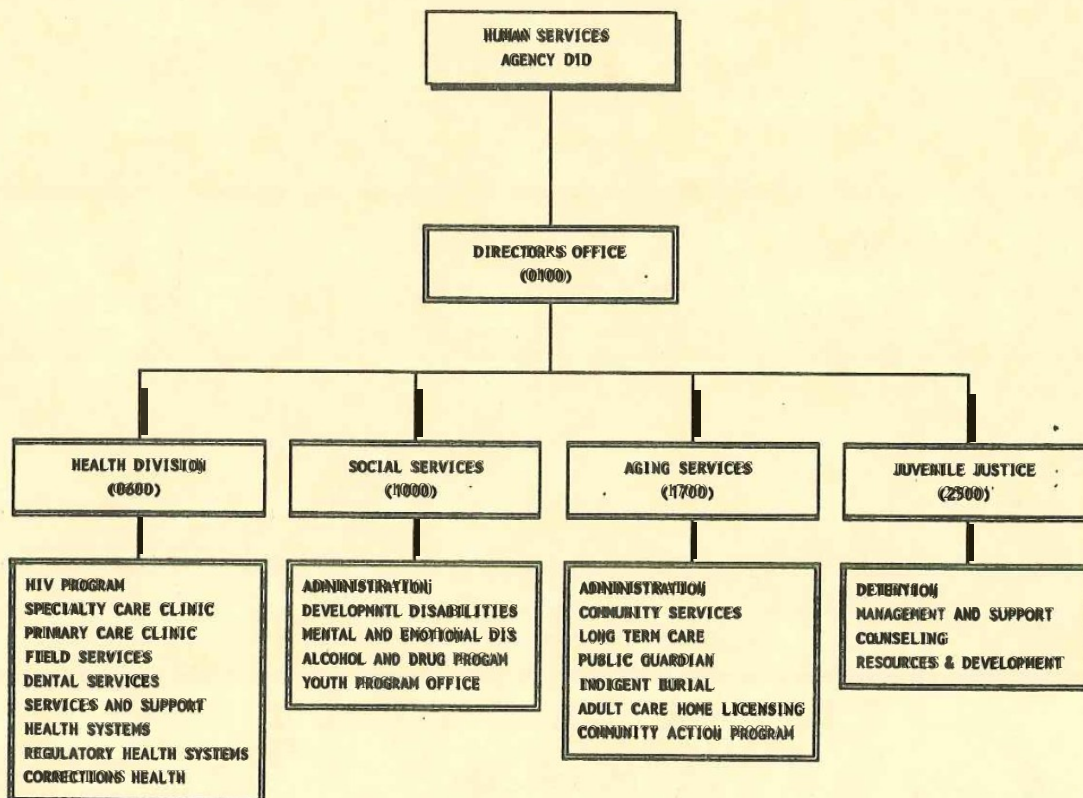 HUMAN SERVICES
AGENCY D1D
DIRECTORS OFFICE
(0100)
HEALTH DIVISION
(0600)
SOCIAL SERVICES
(1000)
AGING SERVICES
(1700)
JUVENILE JUSTICE
(2500)
HIV PROGRAM
SPECIALTY CARE CLINIC
PRIMARY CARE CLINIC
FIELD SERVICES
DENTAL SERVICES
SERVICES AND SUPPORT
HEALTH SYSTEMS
REGULATORY HEALTH SYSTEMS
CORRECTIONS HEALTH
ADMINISTRATION
DEVELOPMNTL DISABILITIES
MENTAL AND EMOTIONAL DIS
ALCOHOL AND DRUG PROGAM
YOUTH PROGRAM OFFICE
ADMINISTRATION
COMMUNITY SERVICES
LONG TERM CARE
PUBLIC GUARDIAN
INDIGENT BURIAL
ADULT CARE HOME LICENSING
COMMUNITY ACTION PROGRAM
DETENTION
MANAGEMENT AND SUPPORT
COUNSELING
RESOURCES & DEVELOPMENT